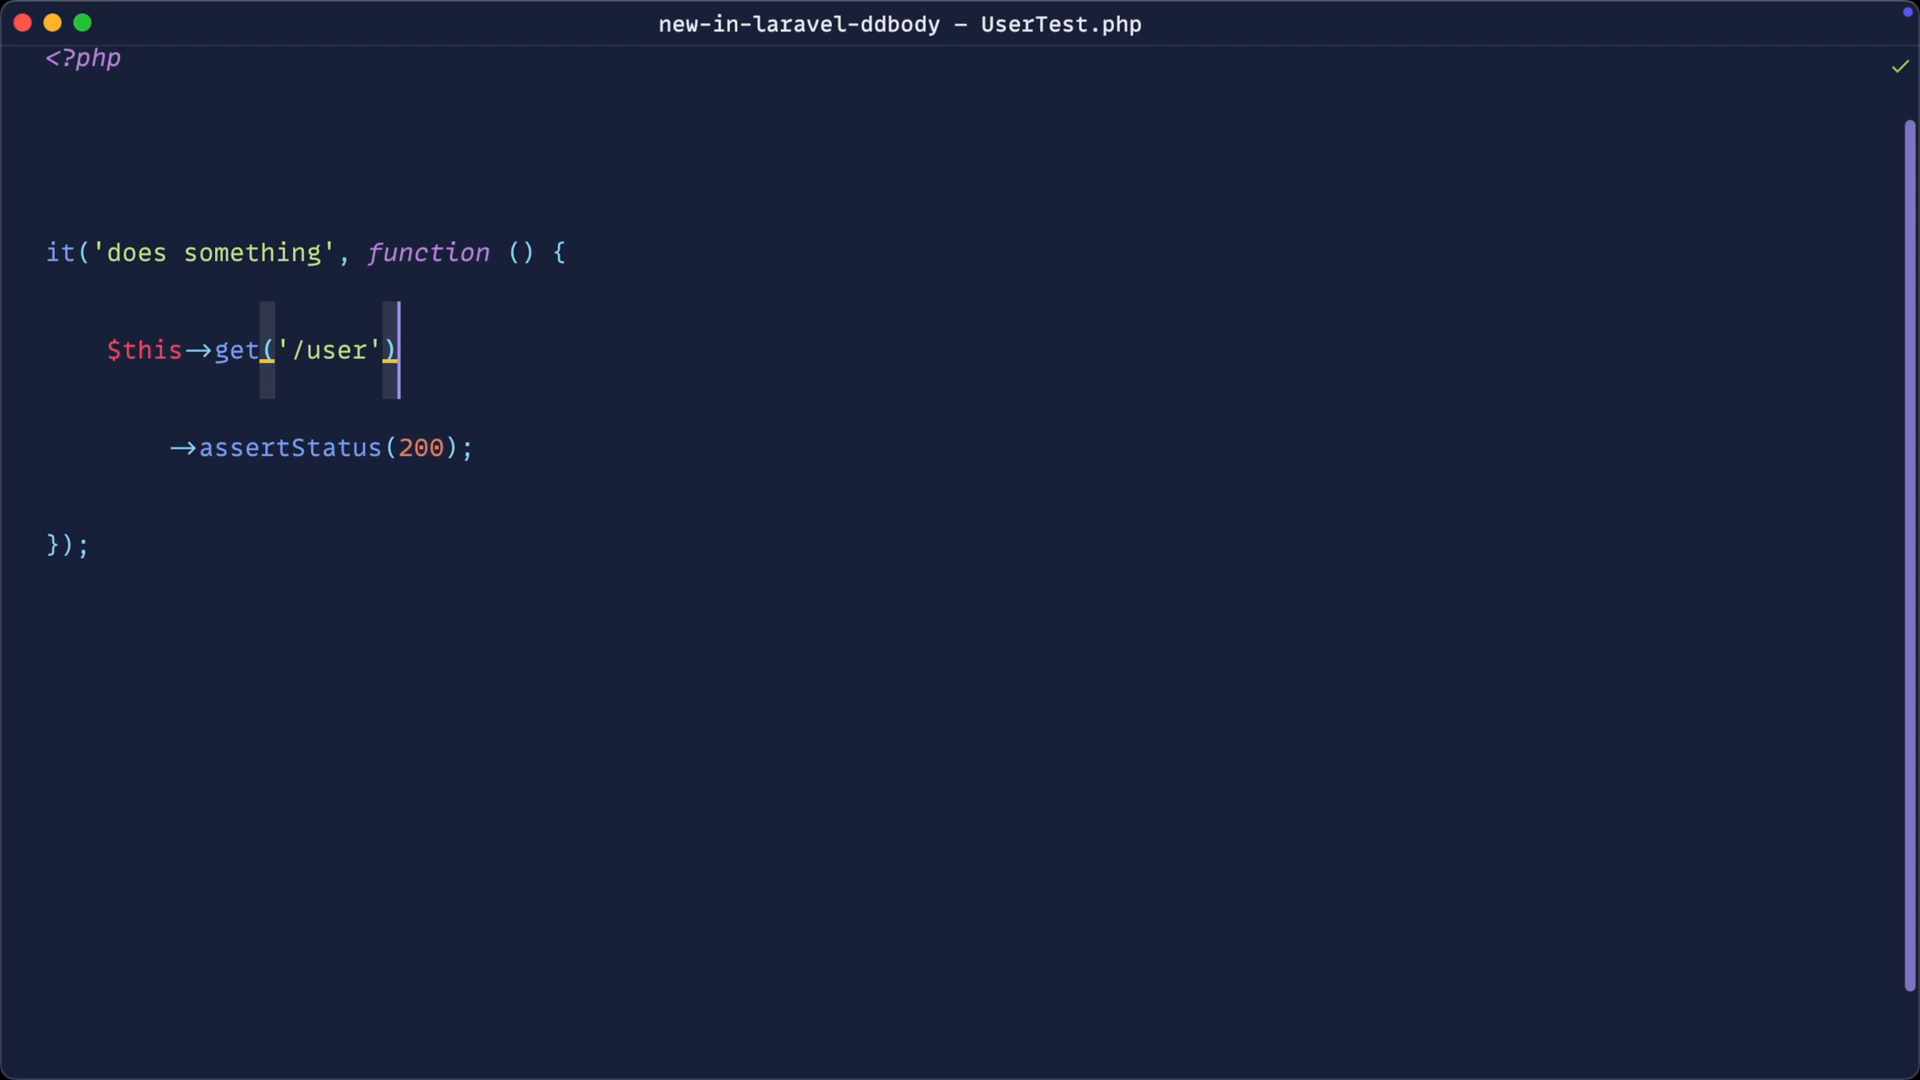 new-in-laravel-ddbody – UserTest.php
<?php
it('does something', function () {
$this->get('/user')
->assertStatus(200);
});